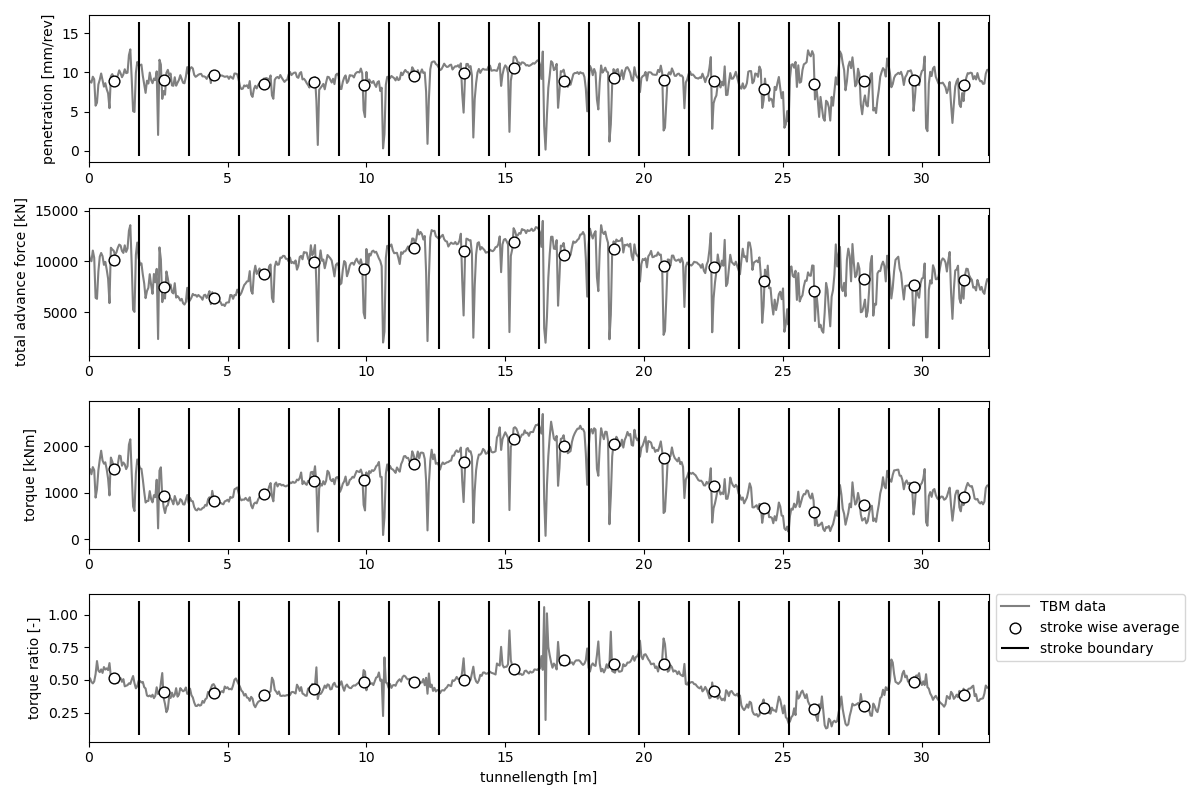 penetration [mm/rev]
15
10
5
0
0 5 10 15 20 25 30
total advance force [kN]
15000
10000
5000
0 5 10 15 20 25 30
torque [kNm]
2000
1000
0
0 5 10 15 20 25 30
torque ratio [-]
1.00
0.75
0.50
0.25
0 5 10 15 20 25 30
tunnellength [m]
TBM data
stroke wise average
stroke boundary